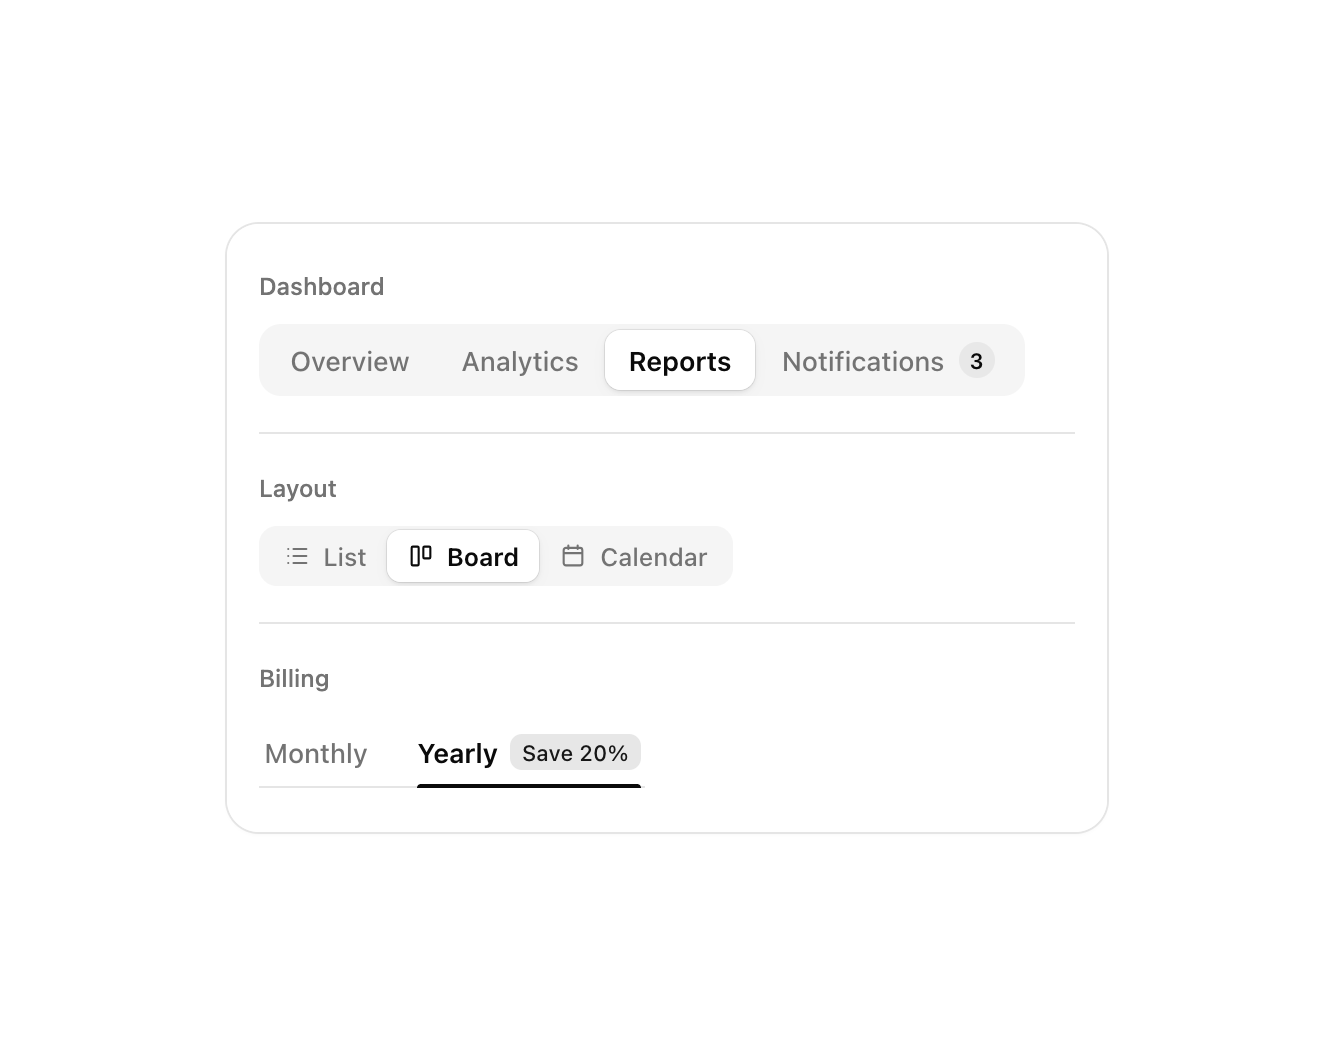 Dashboard
Overview Analytics Reports Notifications 3
Layout
List Board Calendar
Billing
Monthly Yearly Save 20%